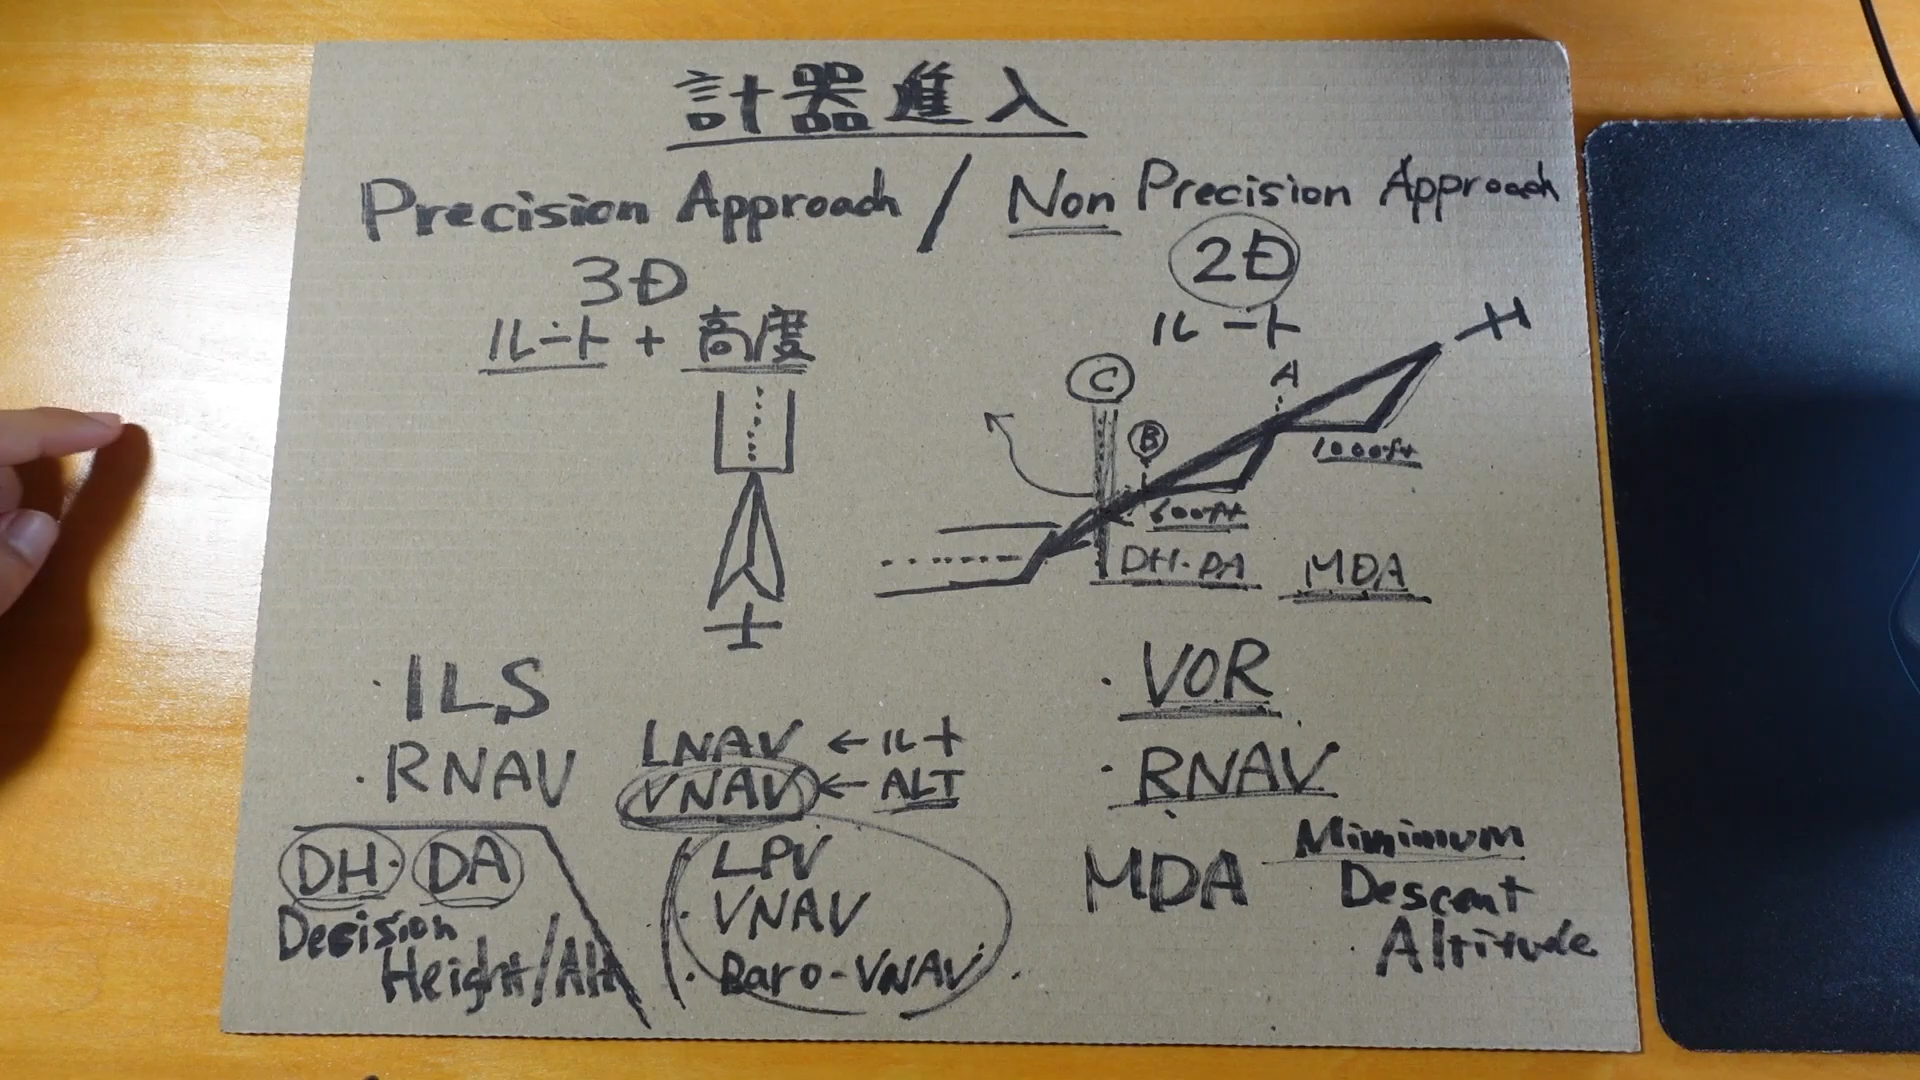 計器進入
Precision Approach / Non Precision Approach
3D
ルート + 高度
2D
ルート
A
C
B
1000ft
600ft
DH・DA
MDA
・ILS
・RNAV
LNAV ← ルート
VNAV ← ALT
LPV
・VNAV
・Baro-VNAV
DH・DA
Decision
Height/Alt
・VOR
・RNAV
MDA
Mimimum
Descent
Altitude